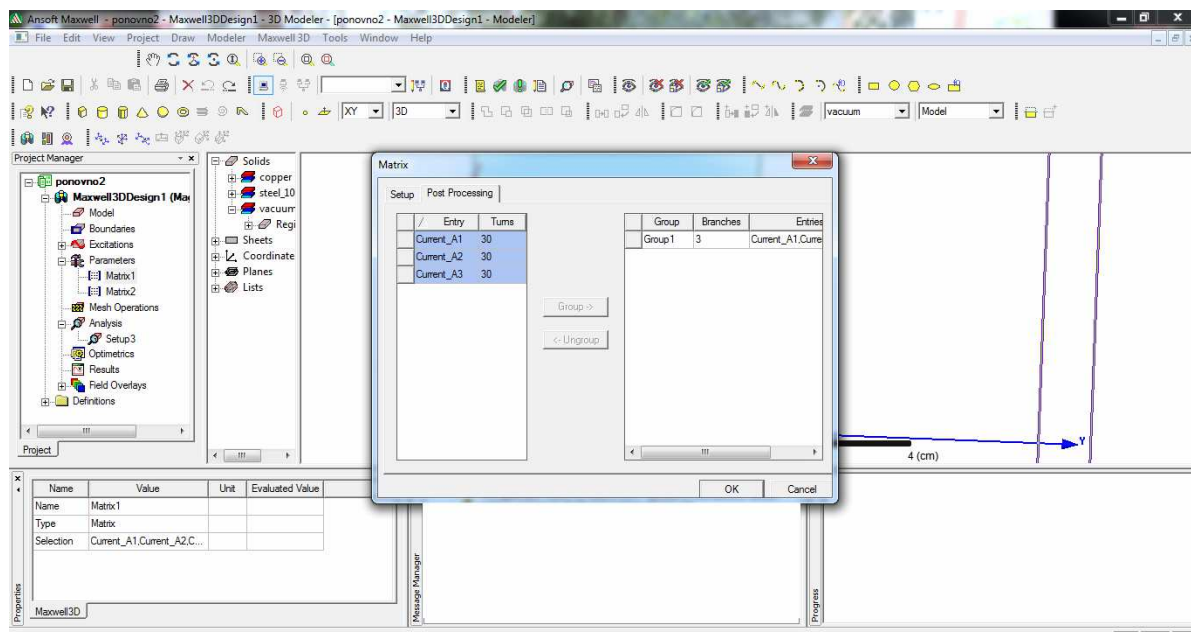 Ansoft Maxwell - ponovno2 - Maxwell3DDesign1 - 3D Modeler - [ponovno2 - Maxwell3DDesign1 - Modeler]
File Edit View Project Draw Modeler Maxwell 3D Tools Window Help
XY 3D vacuum Model
Project Manager
ponovno2
Maxwell3DDesign1 (Mag
Model
Boundaries
Excitations
Parameters
Matrix1
Matrix2
Mesh Operations
Analysis
Setup3
Optimetrics
Results
Field Overlays
Definitions
Project
Solids
copper
steel_10
vacuum
Regi
Sheets
Coordinate
Planes
Lists
Matrix
Setup Post Processing
/ Entry Turns
Current_A1 30
Current_A2 30
Current_A3 30
Group ->
<- Ungroup
Group Branches Entries
Group1 3 Current_A1,Curre
OK Cancel
Y
4 (cm)
Name Value Unit Evaluated Value
Name Matrix1
Type Matrix
Selection Current_A1,Current_A2,C...
Maxwell3D
Properties
Message Manager
Progress